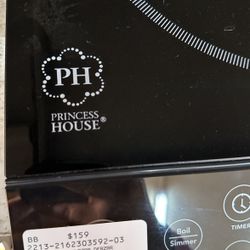 PH
PRINCESS
HOUSE®
TIMER
Boil
Simmer
BB $159
2213-2162303592-03